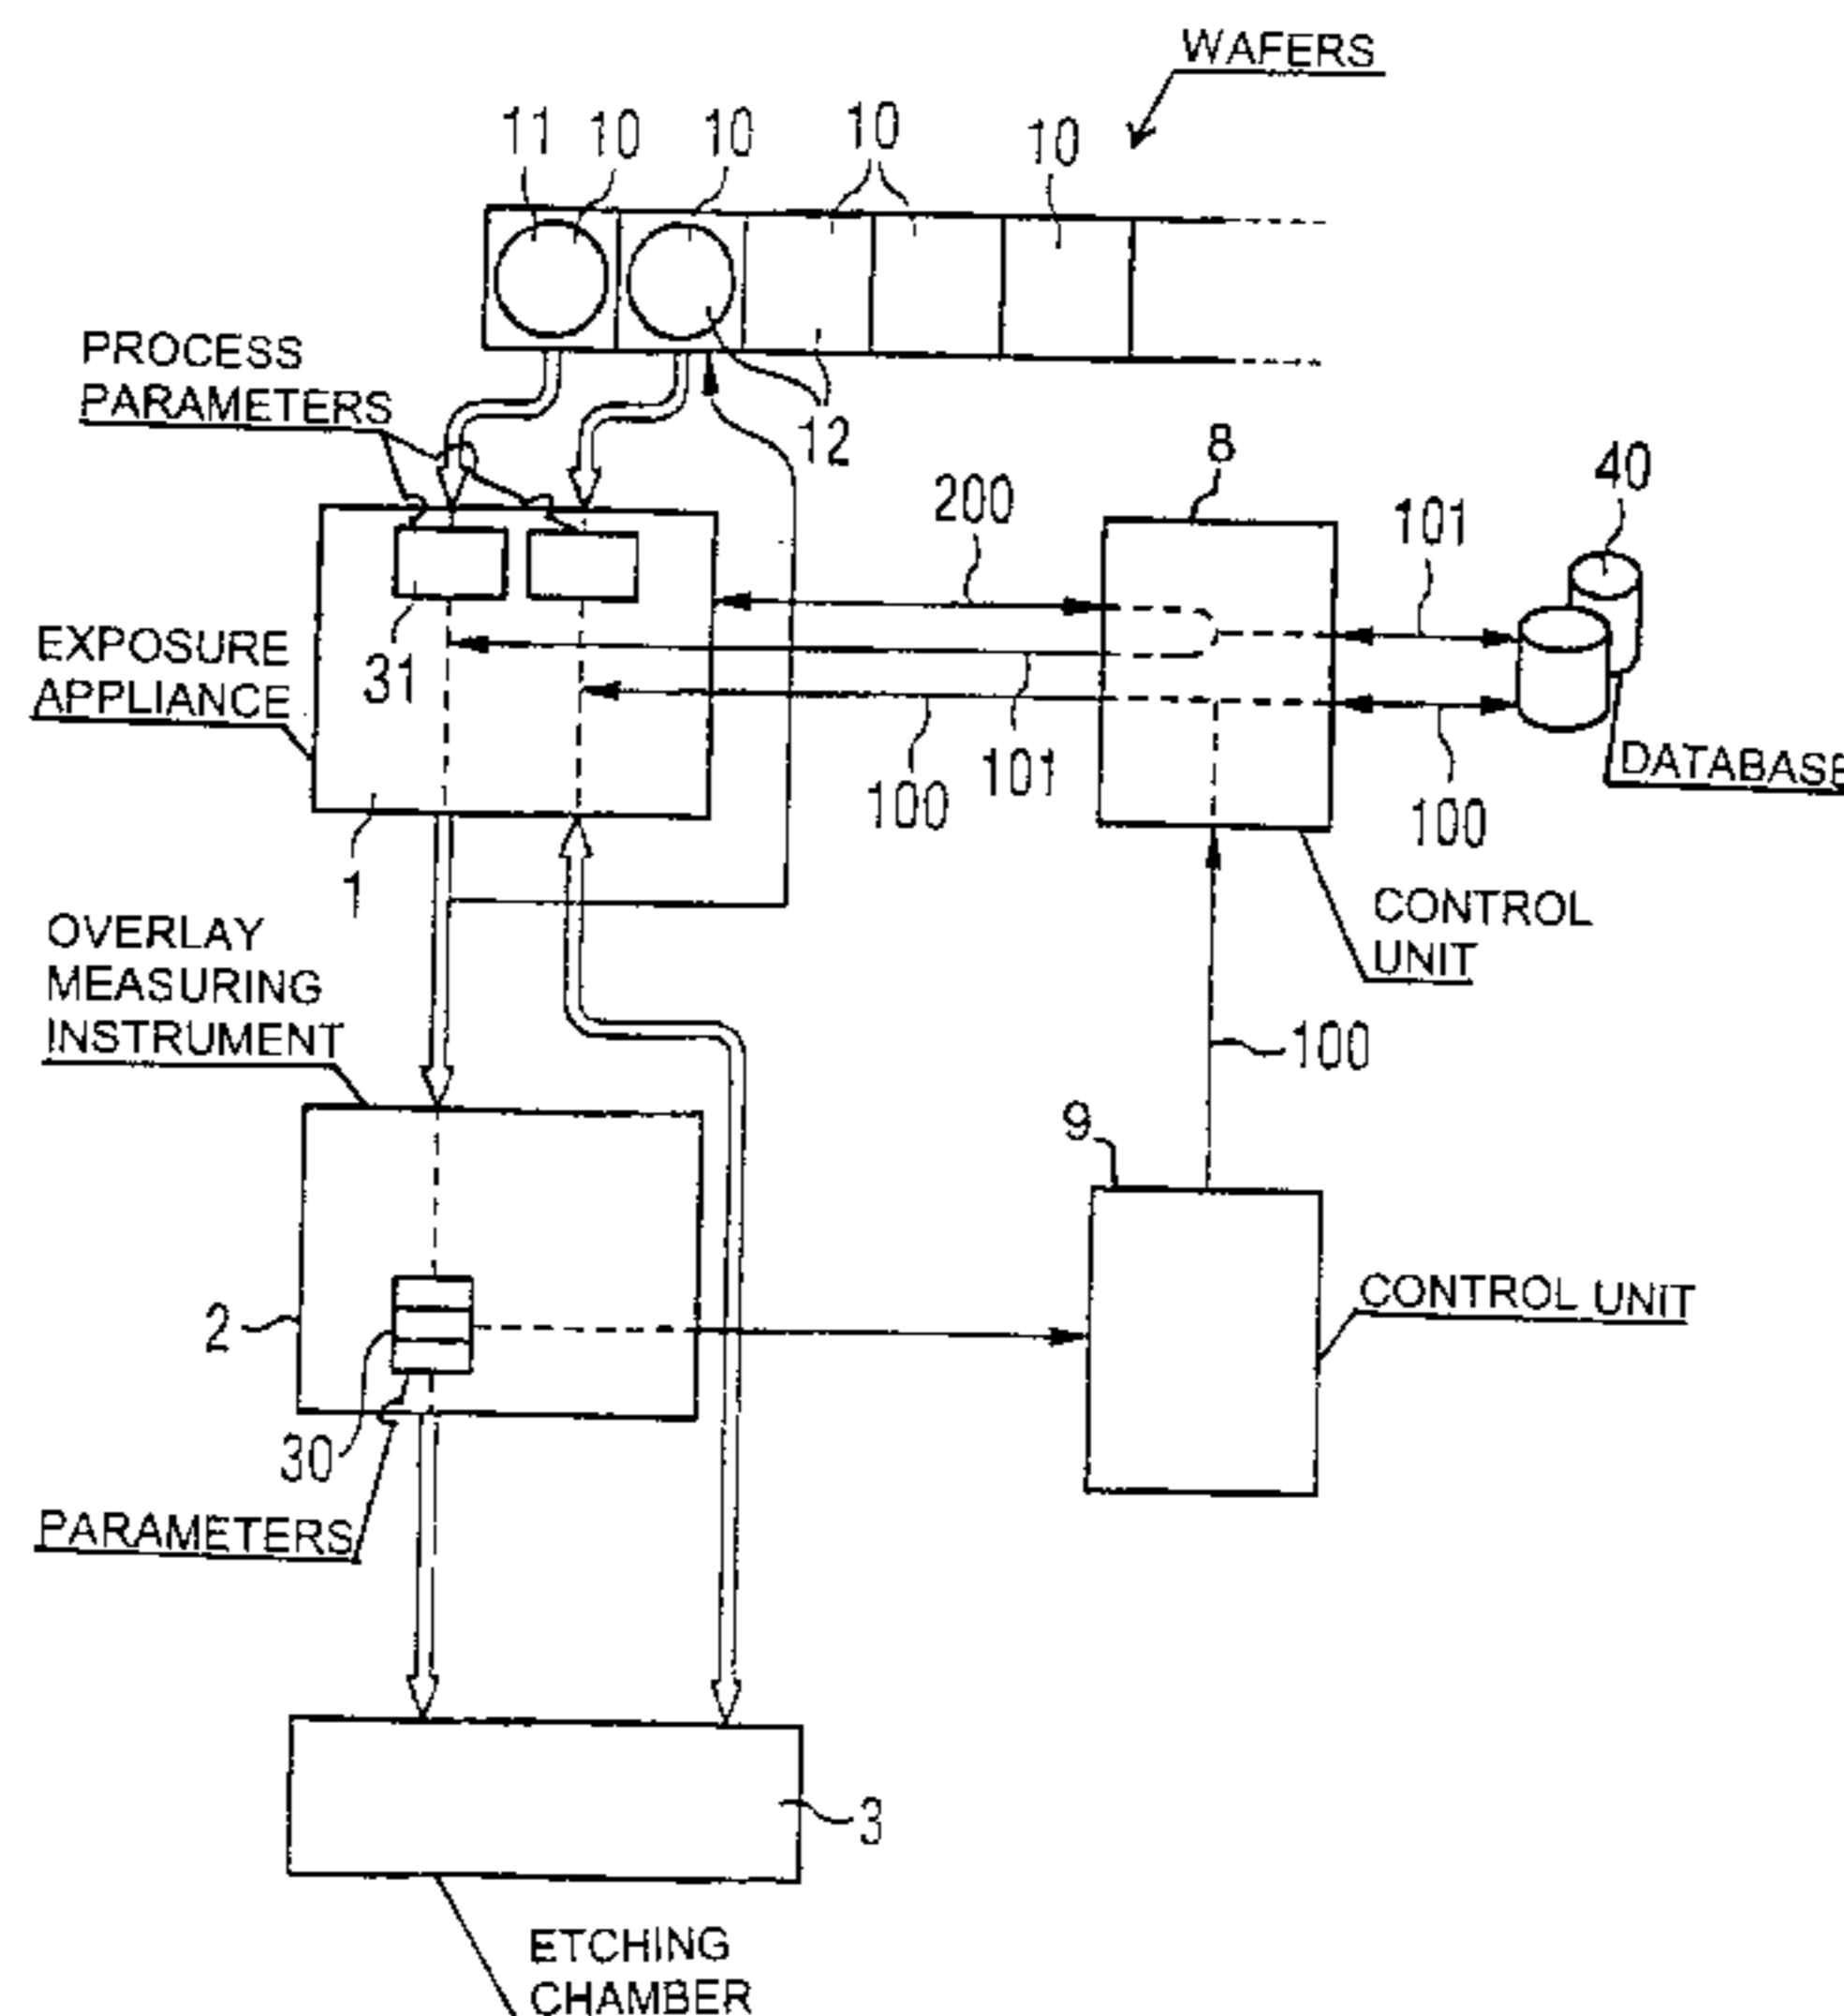 WAFERS
11
10
10
10
10
PROCESS
PARAMETERS
12
8
40
200
101
EXPOSURE
APPLIANCE
31
101
100
100
DATABASE
1
CONTROL
UNIT
OVERLAY
MEASURING
INSTRUMENT
100
9
2
CONTROL UNIT
30
PARAMETERS
3
ETCHING
CHAMBER